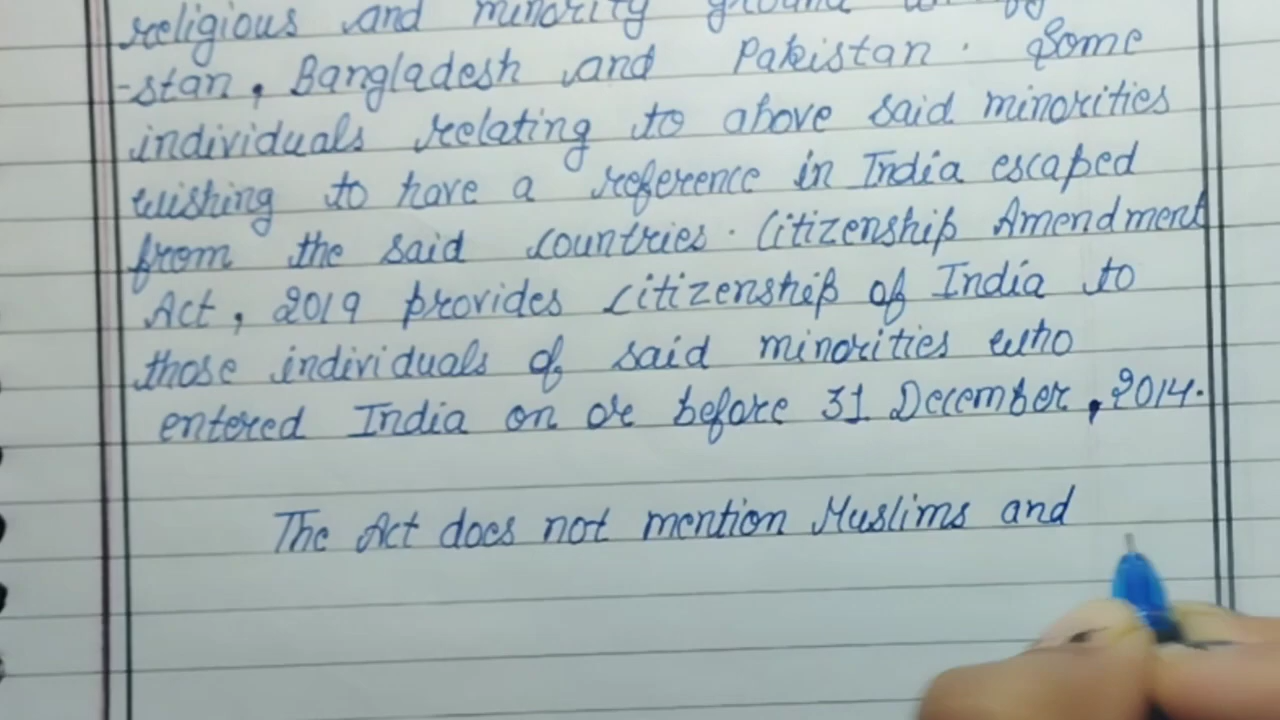 religious and minority ground
-stan, Bangladesh and Pakistan. Some
individuals relating to above said minorities
wishing to have a reference in India escaped
from the said countries. Citizenship Amendment
Act, 2019 provides citizenship of India to
those individuals of said minorities who
entered India on or before 31 December, 2014.
The Act does not mention Muslims and